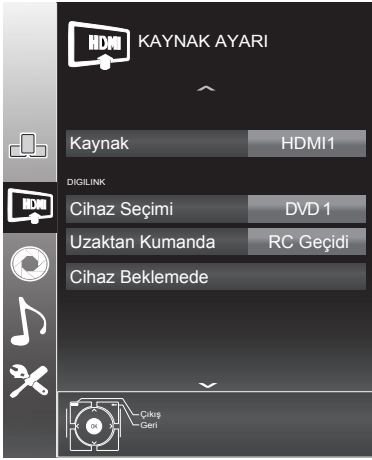 HDMI KAYNAK AYARI
Kaynak HDMI1
DIGILINK
HDMI
Cihaz Seçimi DVD 1
Uzaktan Kumanda RC Geçidi
Cihaz Beklemede
Çıkış
OK Geri